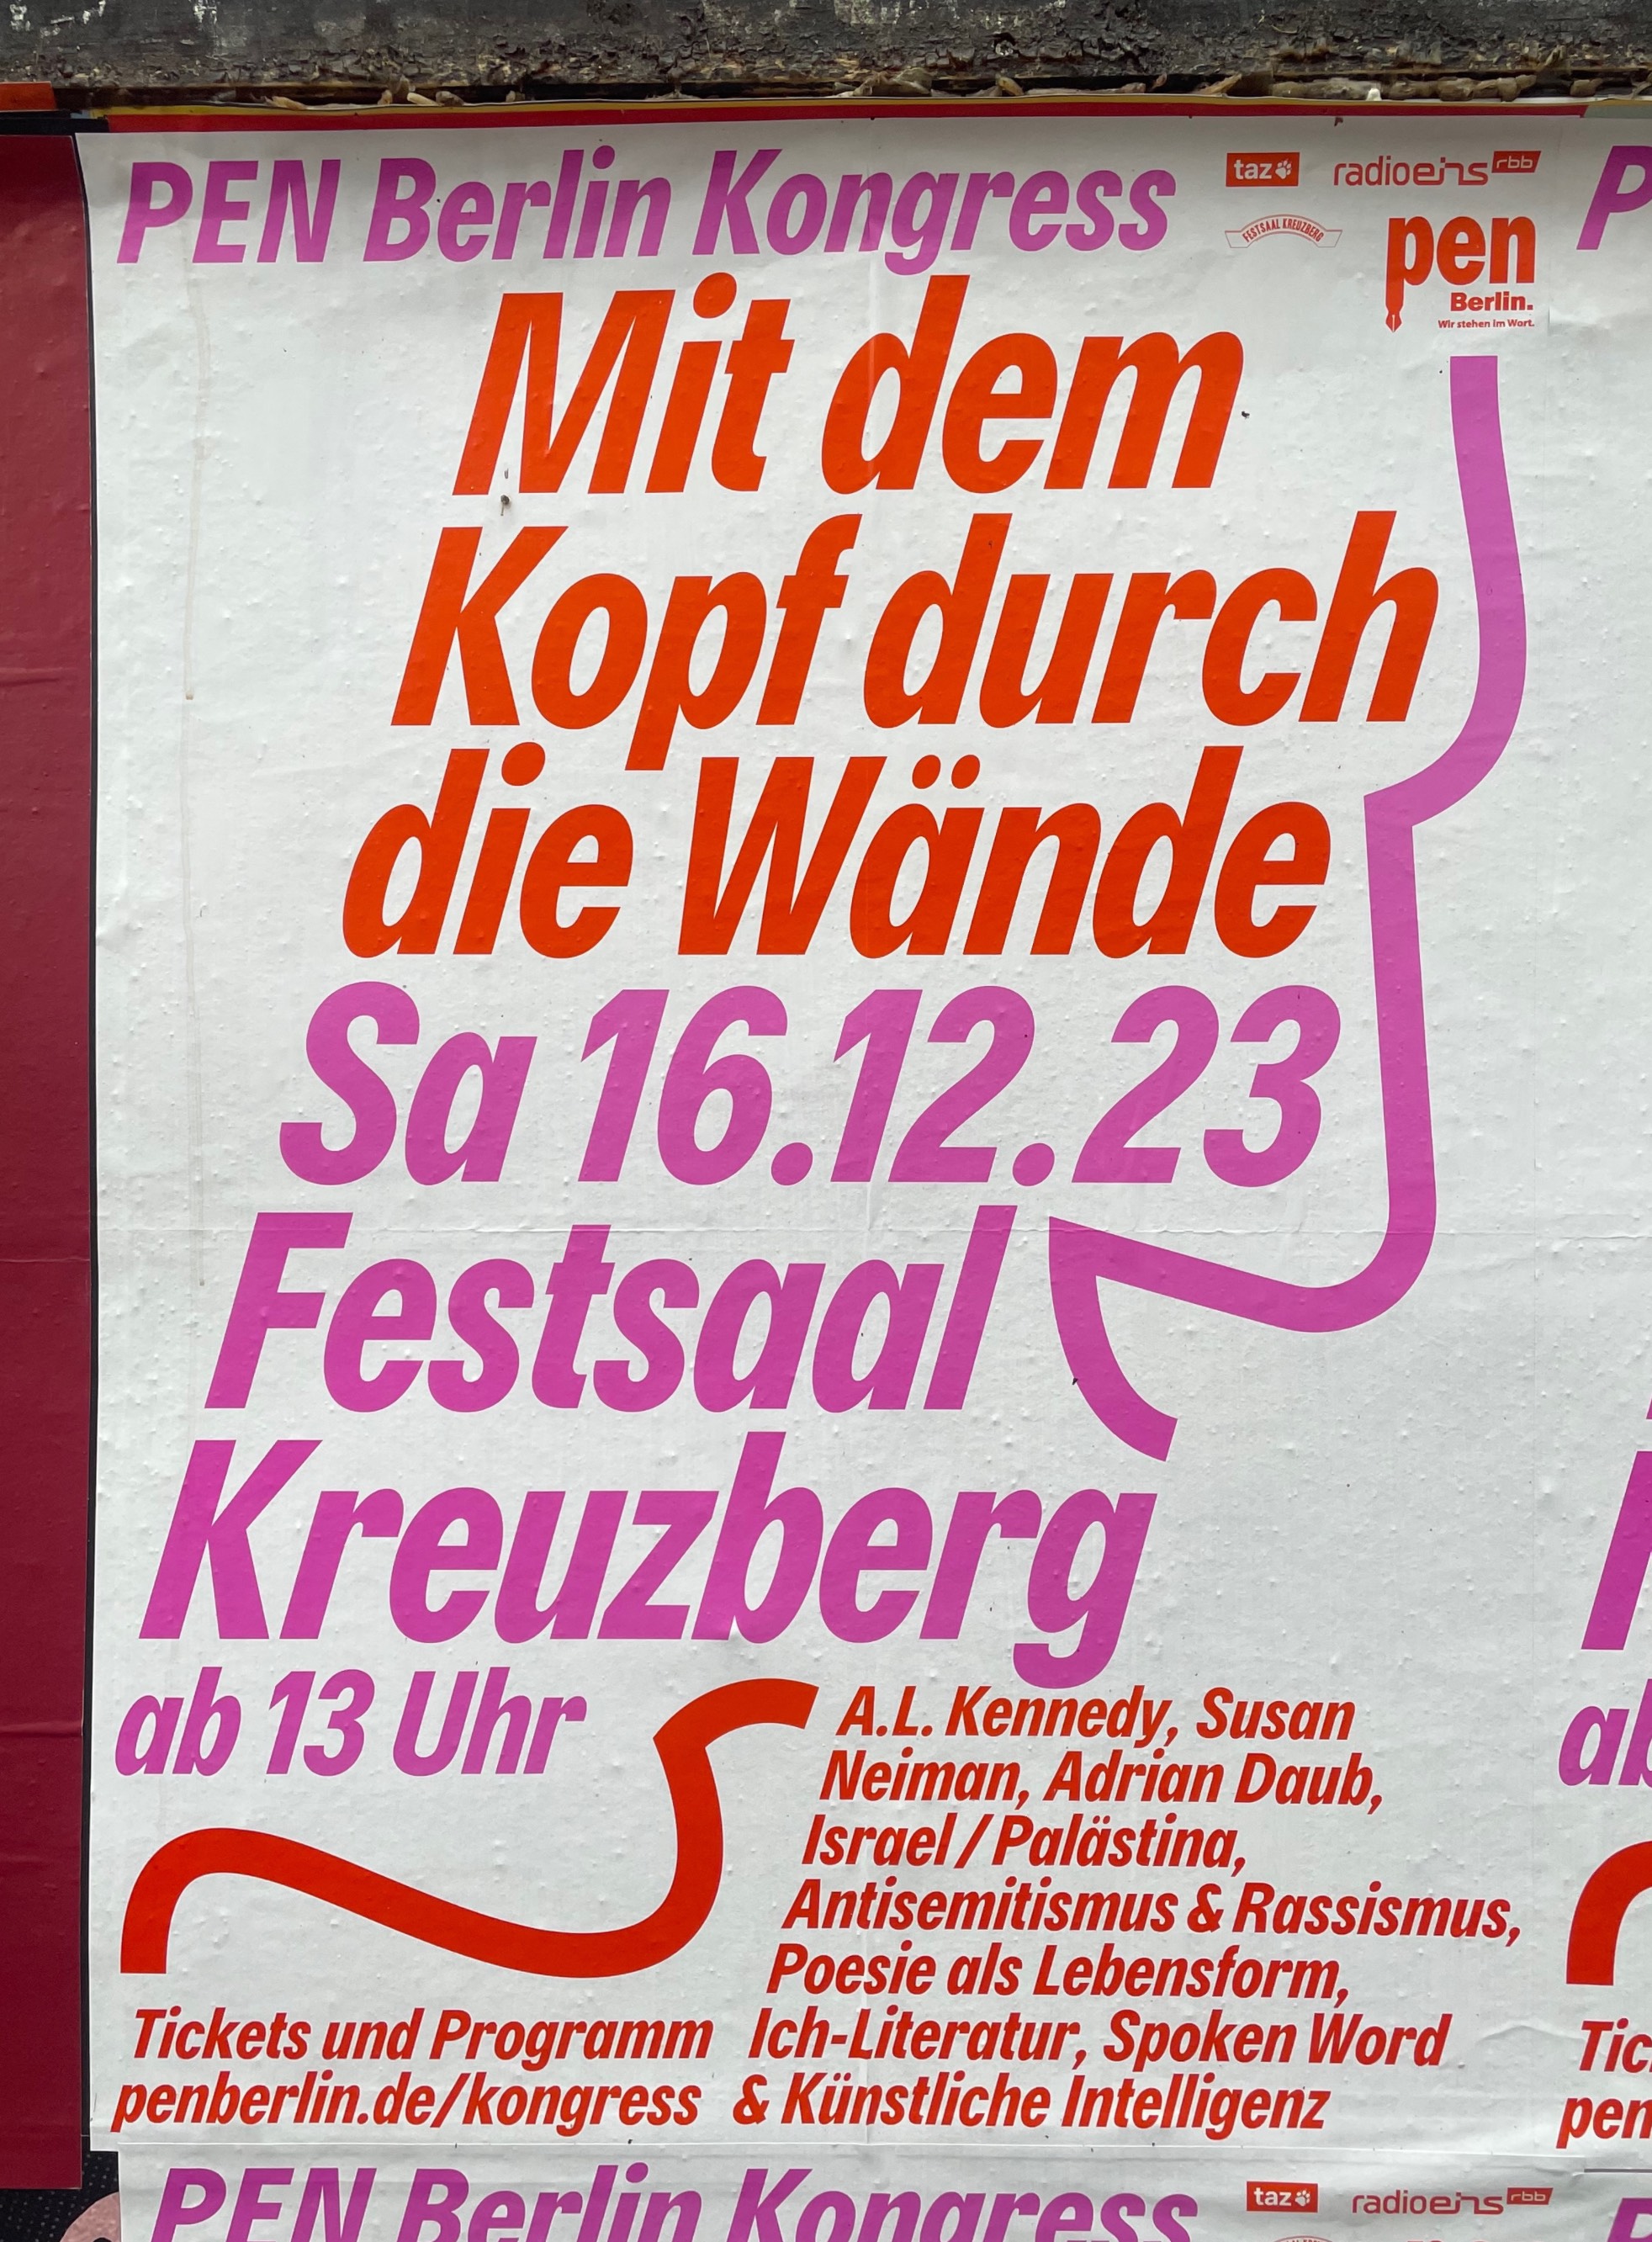 PEN Berlin Kongress
taz
radioeins rbb
FESTSAAL KREUZBERG
pen
Berlin.
Wir stehen im Wort.
Mit dem
Kopf durch
die Wände
Sa 16.12.23
Festsaal
Kreuzberg
ab 13 Uhr
A.L. Kennedy, Susan
Neiman, Adrian Daub,
Israel / Palästina,
Antisemitismus & Rassismus,
Poesie als Lebensform,
Ich-Literatur, Spoken Word
& Künstliche Intelligenz
Tickets und Programm
penberlin.de/kongress
P
ab
Tic
pen
PEN Berlin Kongress
taz
radioeins rbb